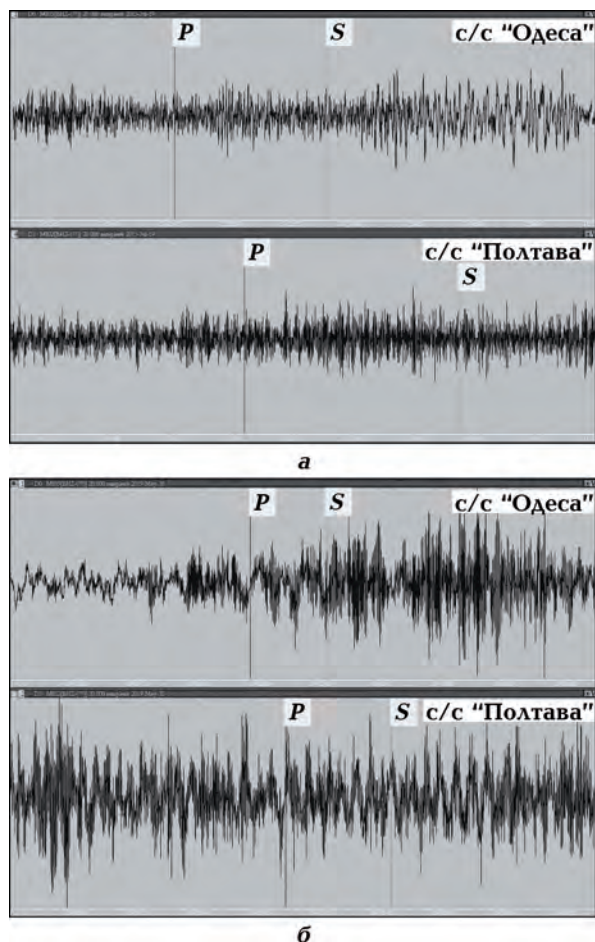 P S с/с “Одеса”
P с/с “Полтава”
S
а
P S с/с “Одеса”
P S с/с “Полтава”
б